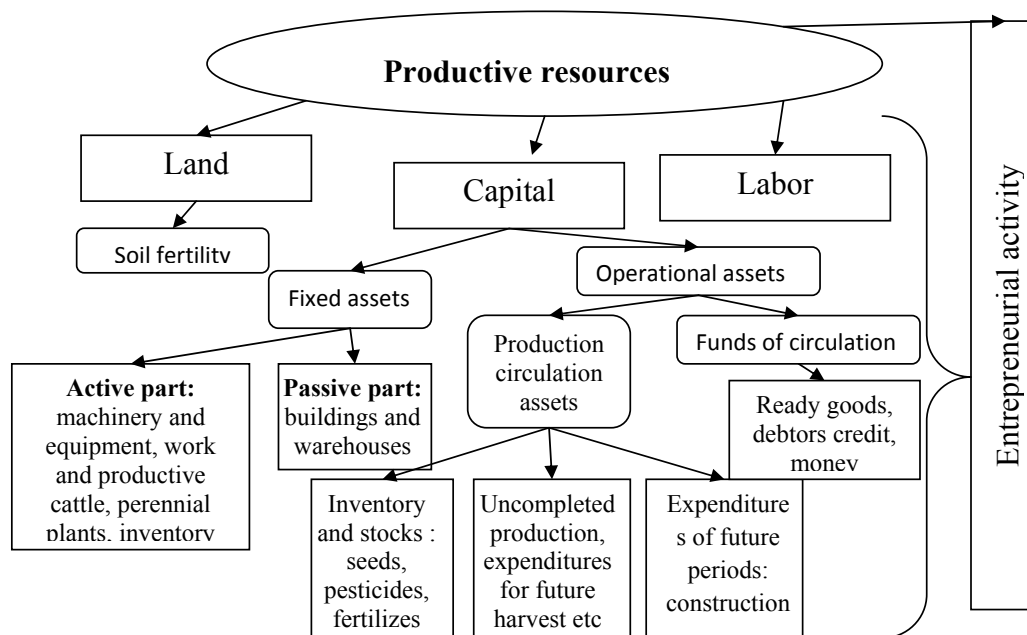 Productive resources
Land
Capital
Labor
Soil fertility
Operational assets
Fixed assets
Production
circulation
assets
Funds of circulation
Active part:
machinery and
equipment, work
and productive
cattle, perennial
plants, inventory
Passive part:
buildings and
warehouses
Ready goods,
debtors credit,
money
Inventory
and stocks :
seeds,
pesticides,
fertilizes
Uncompleted
production,
expenditures
for future
harvest etc
Expenditure
s of future
periods:
construction
Entrepreneurial activity